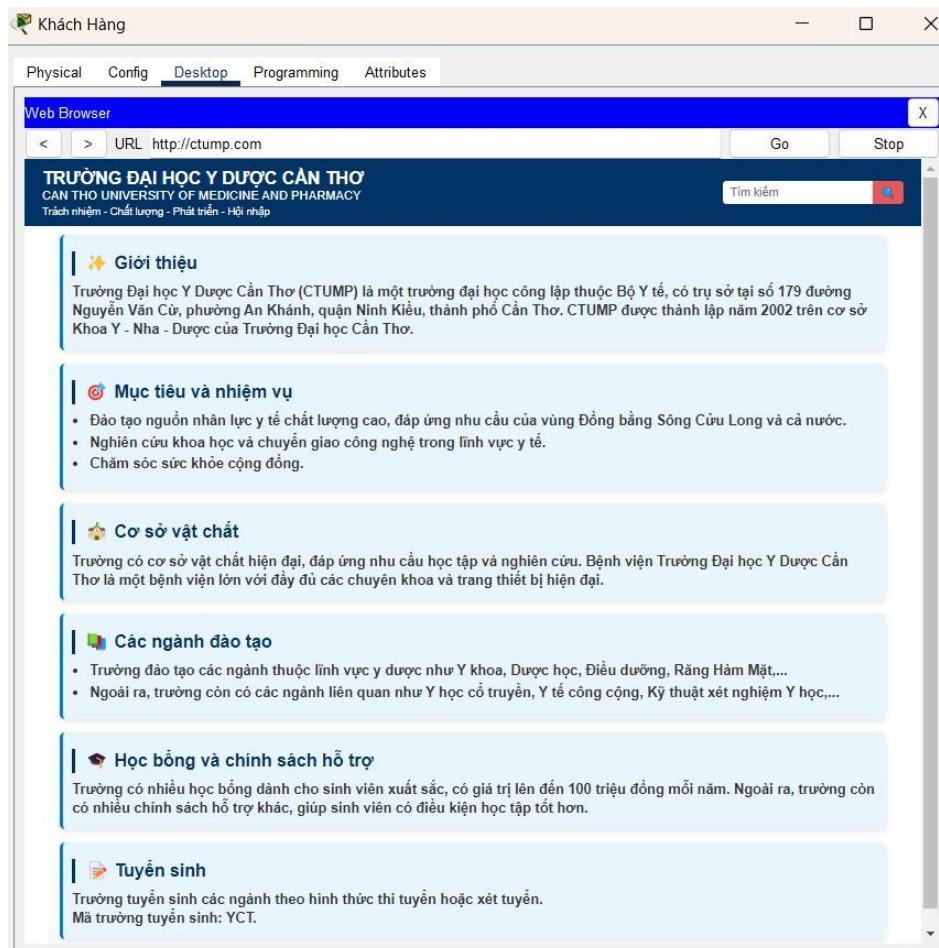 Khách Hàng
Physical Config Desktop Programming Attributes
Web Browser X
< > URL http://ctump.com Go Stop
TRƯỜNG ĐẠI HỌC Y DƯỢC CẦN THƠ
CAN THO UNIVERSITY OF MEDICINE AND PHARMACY
Trách nhiệm - Chất lượng - Phát triển - Hội nhập
Tìm kiếm
Giới thiệu
Trường Đại học Y Dược Cần Thơ (CTUMP) là một trường đại học công lập thuộc Bộ Y tế, có trụ sở tại số 179 đường
Nguyễn Văn Cừ, phường An Khánh, quận Ninh Kiều, thành phố Cần Thơ. CTUMP được thành lập năm 2002 trên cơ sở
Khoa Y - Nha - Dược của Trường Đại học Cần Thơ.
Mục tiêu và nhiệm vụ
• Đào tạo nguồn nhân lực y tế chất lượng cao, đáp ứng nhu cầu của vùng Đồng bằng Sông Cửu Long và cả nước.
• Nghiên cứu khoa học và chuyển giao công nghệ trong lĩnh vực y tế.
• Chăm sóc sức khỏe cộng đồng.
Cơ sở vật chất
Trường có cơ sở vật chất hiện đại, đáp ứng nhu cầu học tập và nghiên cứu. Bệnh viện Trường Đại học Y Dược Cần
Thơ là một bệnh viện lớn với đầy đủ các chuyên khoa và trang thiết bị hiện đại.
Các ngành đào tạo
• Trường đào tạo các ngành thuộc lĩnh vực y dược như Y khoa, Dược học, Điều dưỡng, Răng Hàm Mặt,...
• Ngoài ra, trường còn có các ngành liên quan như Y học cổ truyền, Y tế công cộng, Kỹ thuật xét nghiệm Y học,...
Học bổng và chính sách hỗ trợ
Trường có nhiều học bổng dành cho sinh viên xuất sắc, có giá trị lên đến 100 triệu đồng mỗi năm. Ngoài ra, trường còn
có nhiều chính sách hỗ trợ khác, giúp sinh viên có điều kiện học tập tốt hơn.
Tuyển sinh
Trường tuyển sinh các ngành theo hình thức thi tuyển hoặc xét tuyển.
Mã trường tuyển sinh: YCT.